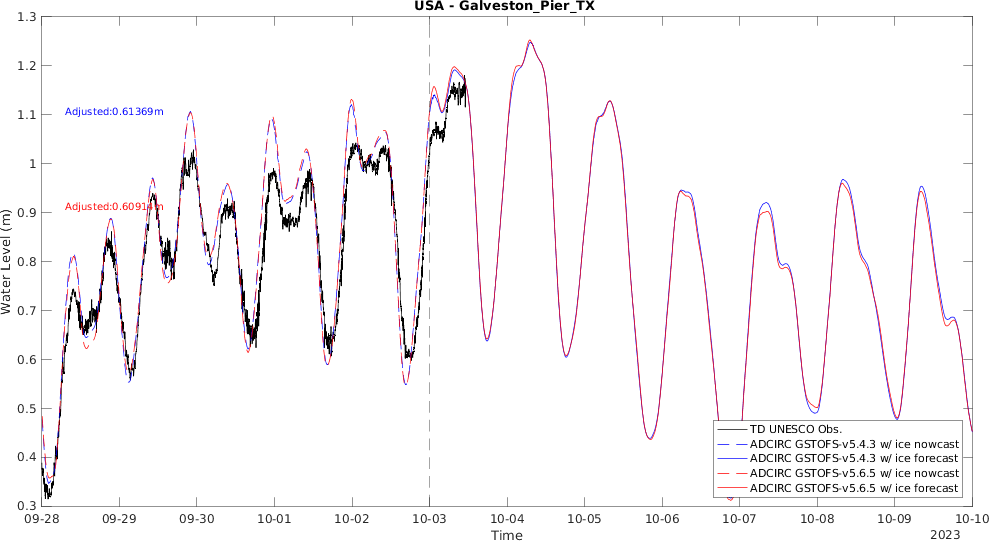 USA - Galveston_Pier_TX
1.3
1.2
1.1
1
0.9
0.8
0.7
0.6
0.5
0.4
0.3
Water Level (m)
Adjusted:0.61369m
Adjusted:0.60914m
TD UNESCO Obs.
ADCIRC GSTOFS-v5.4.3 w/ ice nowcast
ADCIRC GSTOFS-v5.4.3 w/ ice forecast
ADCIRC GSTOFS-v5.6.5 w/ ice nowcast
ADCIRC GSTOFS-v5.6.5 w/ ice forecast
09-28 09-29 09-30 10-01 10-02 10-03 10-04 10-05 10-06 10-07 10-08 10-09 10-10
Time
2023